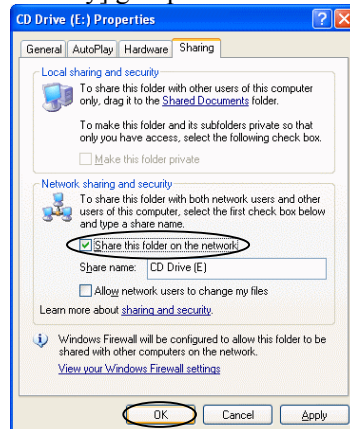 CD Drive (E:) Properties
General AutoPlay Hardware Sharing
Local sharing and security
To share this folder with other users of this computer
only, drag it to the Shared Documents folder.
To make this folder and its subfolders private so that
only you have access, select the following check box.
Make this folder private
Network sharing and security
To share this folder with both network users and other
users of this computer, select the first check box below
and type a share name.
Share this folder on the network
Share name: CD Drive (E)
Allow network users to change my files
Learn more about sharing and security.
Windows Firewall will be configured to allow this folder to be
shared with other computers on the network.
View your Windows Firewall settings
OK Cancel Apply